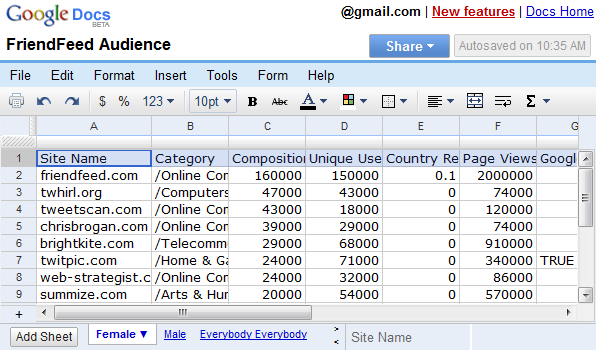 Google Docs
BETA
@gmail.com | New features | Docs Home
FriendFeed Audience
Share
Autosaved on 10:35 AM
File Edit Format Insert Tools Form Help
$ % 123 10pt B Abc A Σ
A B C D E F G
1 Site Name Category Composition Unique Use Country Re Page Views Googl
2 friendfeed.com /Online Con 160000 150000 0.1 2000000
3 twhirl.org /Computers 47000 43000 0 74000
4 tweetscan.com /Online Con 43000 18000 0 120000
5 chrisbrogan.com /Online Con 39000 29000 0 74000
6 brightkite.com /Telecomm 29000 68000 0 910000
7 twitpic.com /Home & Ga 24000 71000 0 340000 TRUE
8 web-strategist.c /Online Con 24000 32000 0 86000
9 summize.com /Arts & Hur 20000 54000 0 570000
+
Add Sheet Female Male Everybody Everybody > < Site Name